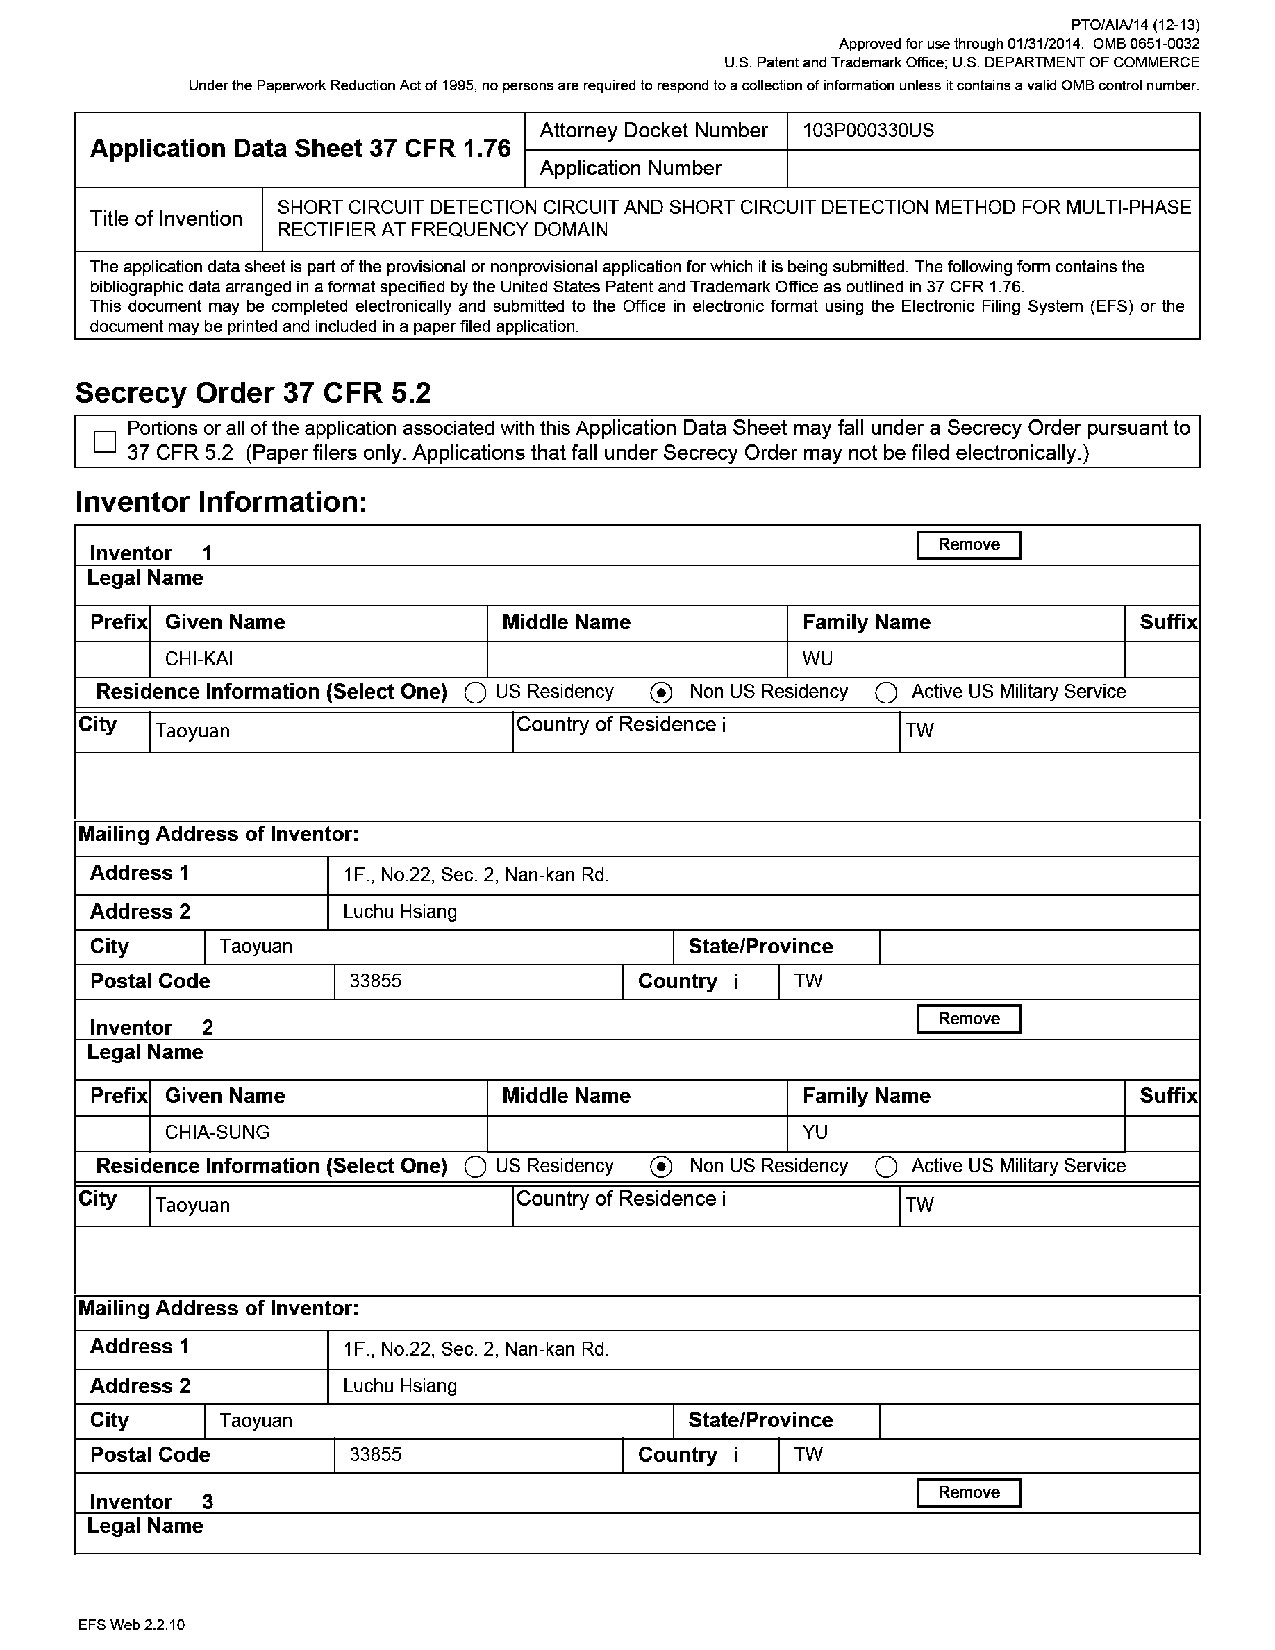 PTO/AIA/14 (12-13)
Approved for use through 01/31/2014. OMB 0651-0032
U.S. Patent and Trademark Office; U.S. DEPARTMENT OF COMMERCE
Under the Paperwork Reduction Act of 1995, no persons are required to respond to a collection of information unless it contains a valid OMB control number.
Application Data Sheet 37 CFR 1.76
Attorney Docket Number 103P000330US
Application Number
Title of Invention
SHORT CIRCUIT DETECTION CIRCUIT AND SHORT CIRCUIT DETECTION METHOD FOR MULTI-PHASE
RECTIFIER AT FREQUENCY DOMAIN
The application data sheet is part of the provisional or nonprovisional application for which it is being submitted. The following form contains the
bibliographic data arranged in a format specified by the United States Patent and Trademark Office as outlined in 37 CFR 1.76.
This document may be completed electronically and submitted to the Office in electronic format using the Electronic Filing System (EFS) or the
document may be printed and included in a paper filed application.
Secrecy Order 37 CFR 5.2
Portions or all of the application associated with this Application Data Sheet may fall under a Secrecy Order pursuant to
37 CFR 5.2 (Paper filers only. Applications that fall under Secrecy Order may not be filed electronically.)
Inventor Information:
Inventor 1 Remove
Legal Name
Prefix Given Name Middle Name Family Name Suffix
CHI-KAI WU
Residence Information (Select One) US Residency Non US Residency Active US Military Service
City Taoyuan Country of Residence i TW
Mailing Address of Inventor:
Address 1 1F., No.22, Sec. 2, Nan-kan Rd.
Address 2 Luchu Hsiang
City Taoyuan State/Province
Postal Code 33855 Country i TW
Inventor 2 Remove
Legal Name
Prefix Given Name Middle Name Family Name Suffix
CHIA-SUNG YU
Residence Information (Select One) US Residency Non US Residency Active US Military Service
City Taoyuan Country of Residence i TW
Mailing Address of Inventor:
Address 1 1F., No.22, Sec. 2, Nan-kan Rd.
Address 2 Luchu Hsiang
City Taoyuan State/Province
Postal Code 33855 Country i TW
Inventor 3 Remove
Legal Name
EFS Web 2.2.10